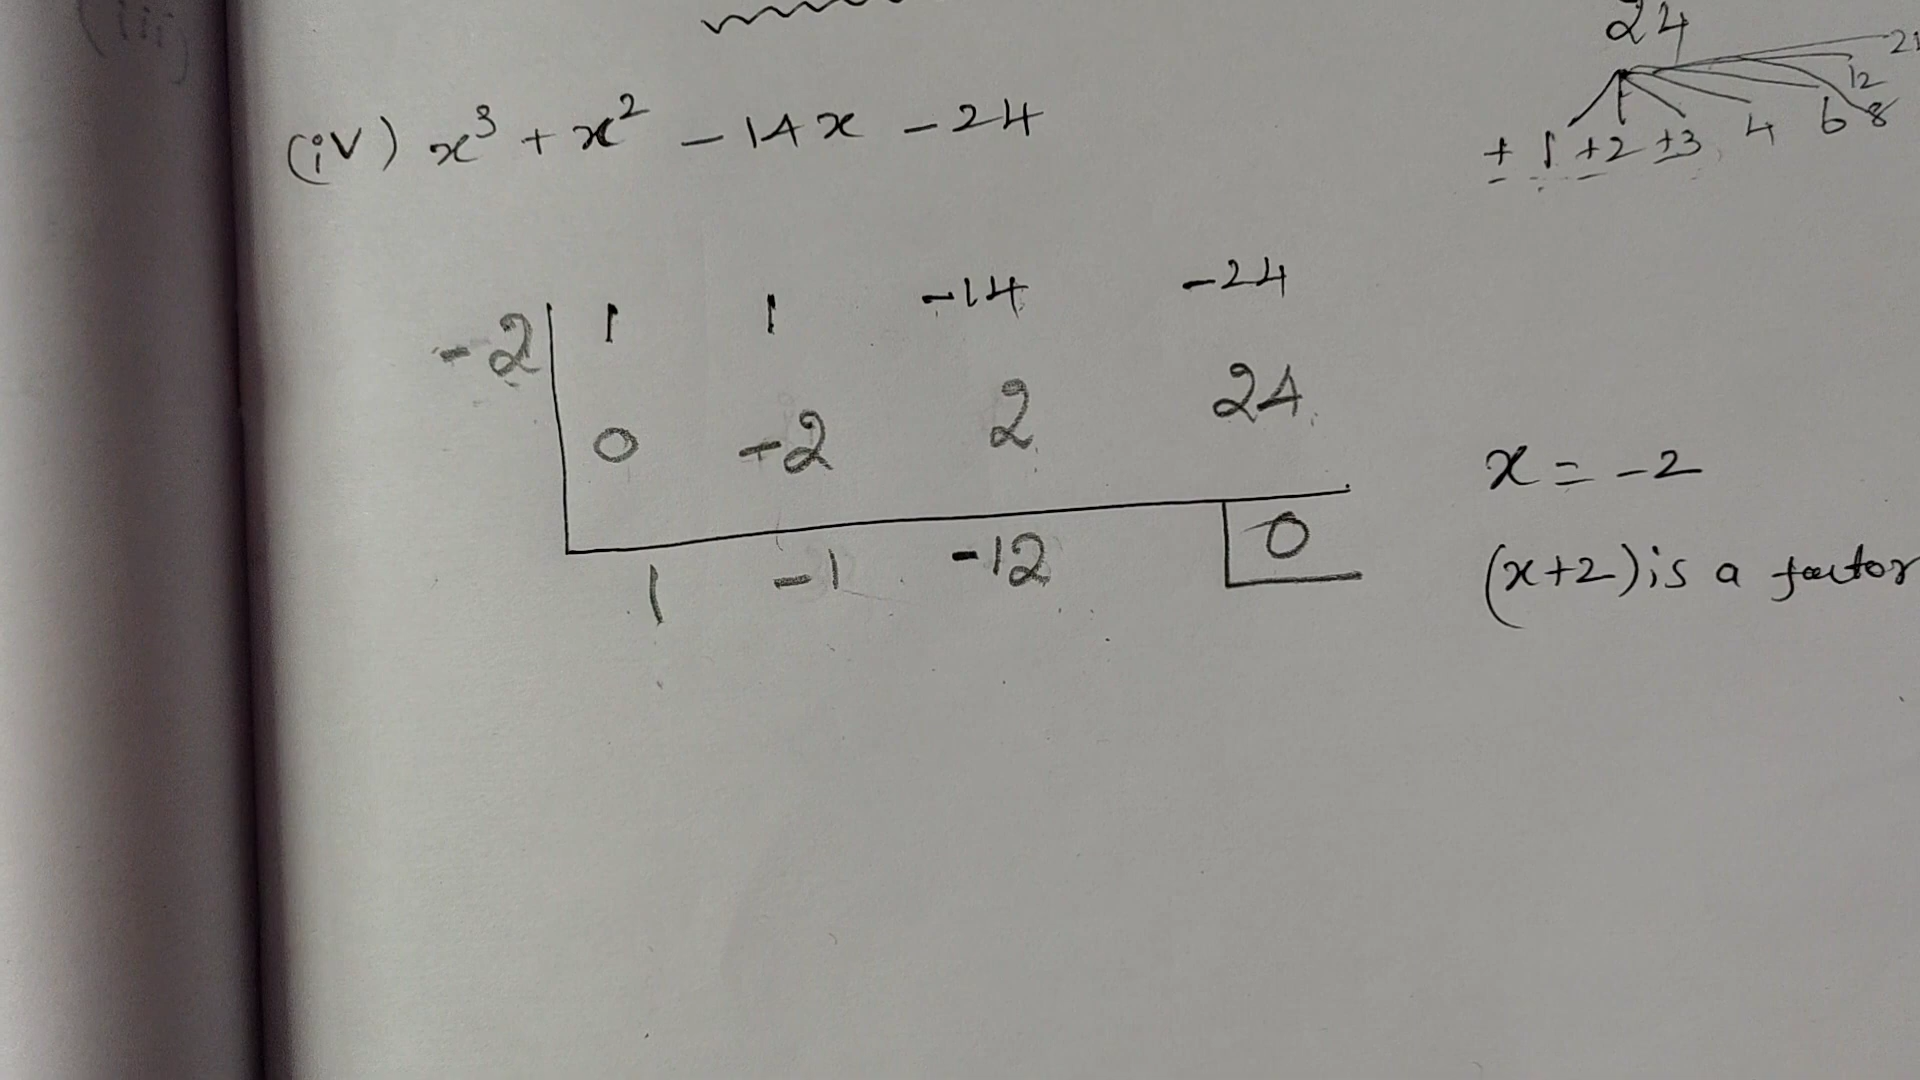 (iii)
24
21
12
(iv) x³ + x² - 14x - 24
± 1 ±2 ±3 4 6 8
-2 1 1 -14 -24
0 -2 2 24
x = -2
1 -1 -12 0
(x+2) is a factor